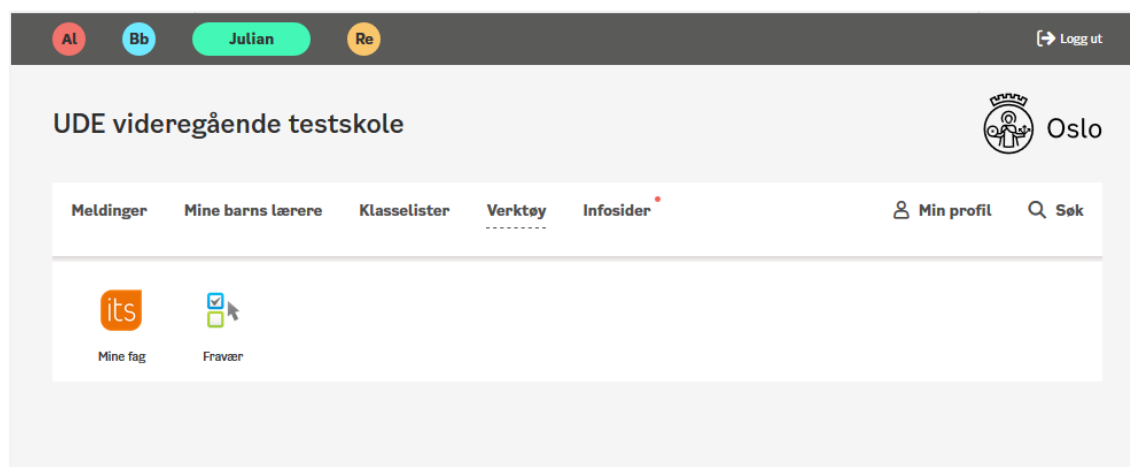 Al Bb Julian Re Logg ut
UDE videregående testskole
Oslo
Meldinger Mine barns lærere Klasselister Verktøy Infosider Min profil Søk
its
Mine fag Fravær